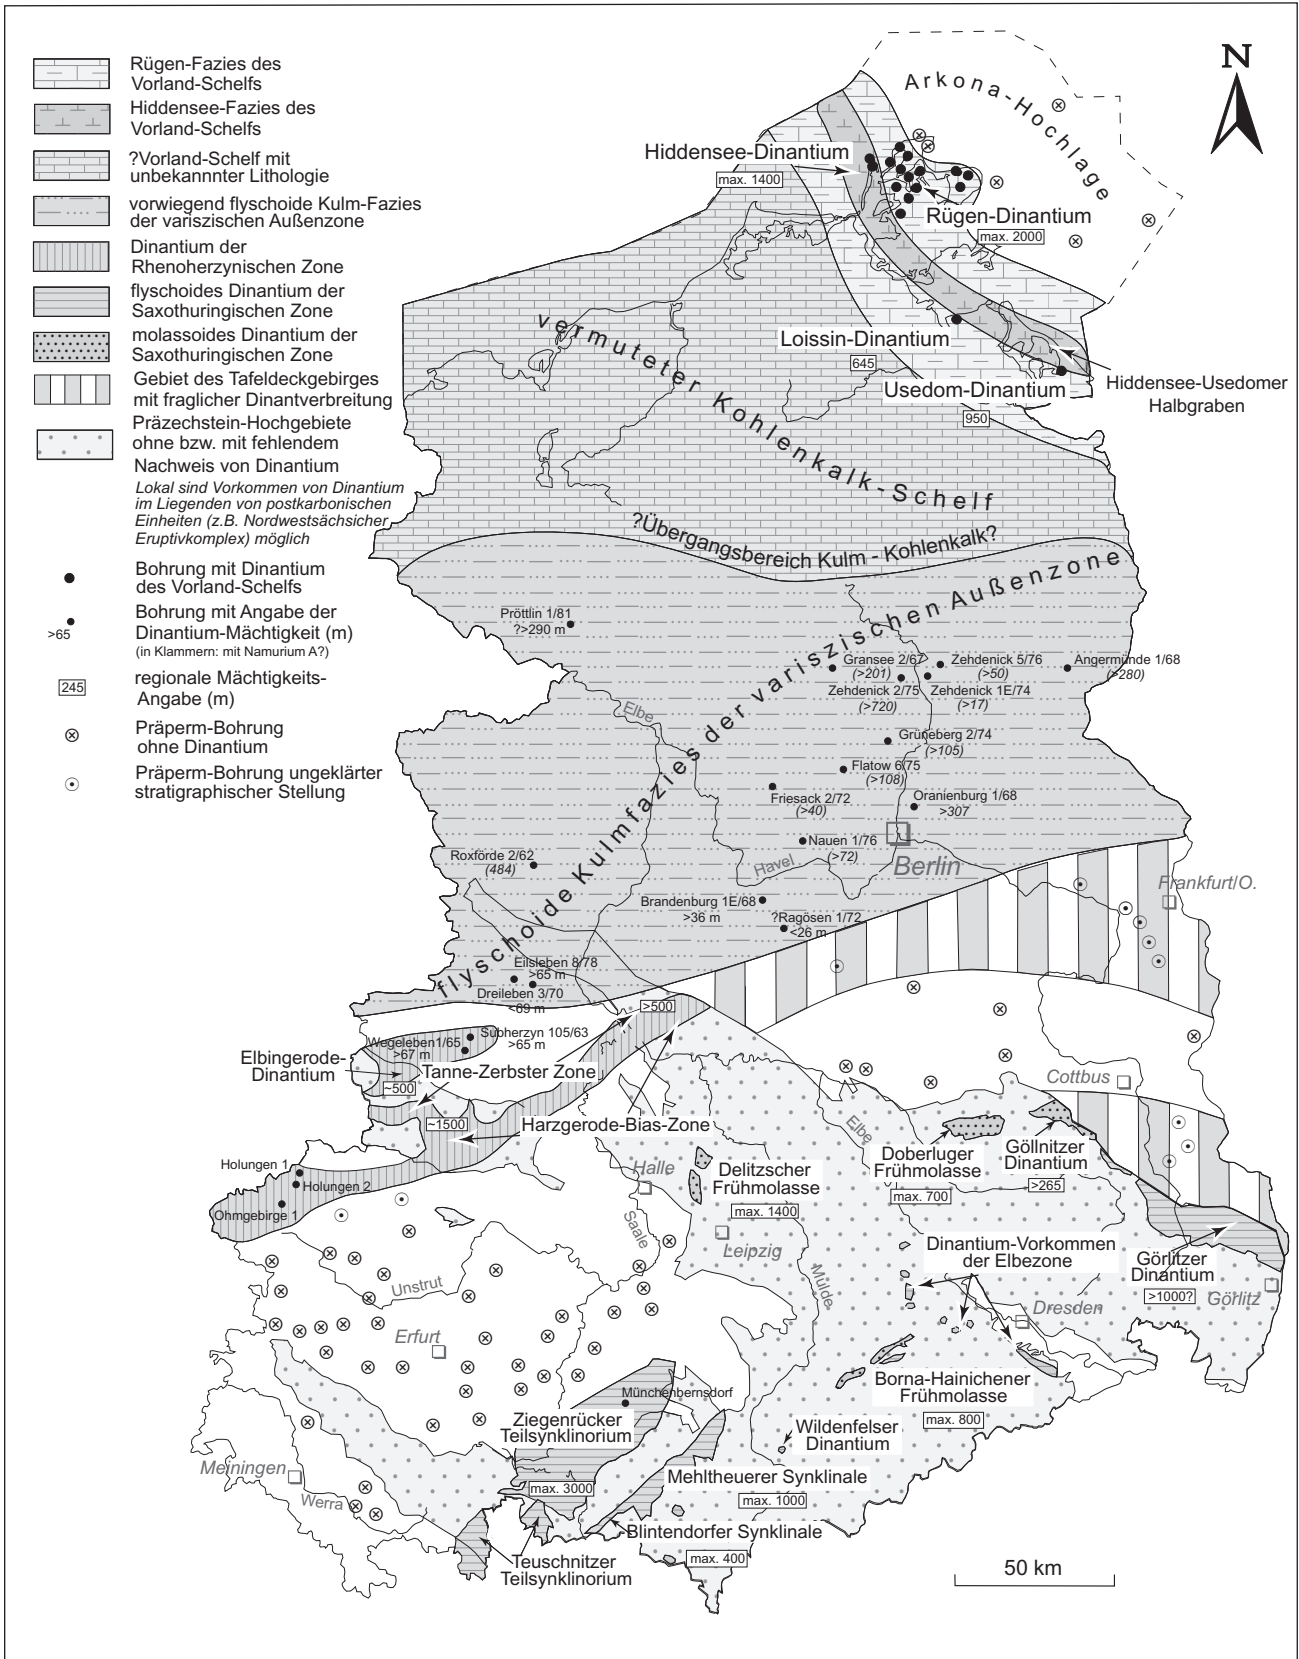 Rügen-Fazies des
Vorland-Schelfs
Hiddensee-Fazies des
Vorland-Schelfs
?Vorland-Schelf mit
unbekannnter Lithologie
vorwiegend flyschoide Kulm-Fazies
der variszischen Außenzone
Dinantium der
Rhenoherzynischen Zone
flyschoides Dinantium der
Saxothuringischen Zone
molassoides Dinantium der
Saxothuringischen Zone
Gebiet des Tafeldeckgebirges
mit fraglicher Dinantverbreitung
Präzechstein-Hochgebiete
ohne bzw. mit fehlendem
Nachweis von Dinantium
Lokal sind Vorkommen von Dinantium
im Liegenden von postkarbonischen
Einheiten (z.B. Nordwestsächsicher
Eruptivkomplex) möglich
Bohrung mit Dinantium
des Vorland-Schelfs
Bohrung mit Angabe der
>65 Dinantium-Mächtigkeit (m)
(in Klammern: mit Namurium A?)
245
regionale Mächtigkeits-
Angabe (m)
Präperm-Bohrung
ohne Dinantium
Präperm-Bohrung ungeklärter
stratigraphischer Stellung
N
Arkona-Hochlage
Hiddensee-Dinantium
max. 1400
Rügen-Dinantium
max. 2000
Loissin-Dinantium
645
Usedom-Dinantium
950
Hiddensee-Usedomer
Halbgraben
vermuteter Kohlenkalk-Schelf
?Übergangsbereich Kulm - Kohlenkalk?
flyschoide Kulmfazies der variszischen Außenzone
Pröttlin 1/81
?>290 m
Gransee 2/67
(>201)
Zehdenick 5/76
(>50)
Angermünde 1/68
(>280)
Zehdenick 2/75
(>720)
Zehdenick 1E/74
(>17)
Elbe
Grüneberg 2/74
(>105)
Flatow 6/75
(>108)
Friesack 2/72
(>40)
Oranienburg 1/68
>307
Nauen 1/76
(>72)
Berlin
Havel
Roxförde 2/62
(484)
Frankfurt/O.
Brandenburg 1E/68
>36 m
?Ragösen 1/72
<26 m
Eilsleben 8/78
>65 m
Dreileben 3/70
<69 m
>500
Subherzyn 105/63
>65 m
Wegeleben1/65
>67 m
Elbingerode-
Dinantium
~500
Tanne-Zerbster Zone
~1500
Harzgerode-Bias-Zone
Cottbus
Elbe
Doberluger
Frühmolasse
max. 700
Göllnitzer
Dinantium
>265
Holungen 1
Holungen 2
Ohmgebirge 1
Halle
Saale
Delitzscher
Frühmolasse
max. 1400
Leipzig
Mulde
Dinantium-Vorkommen
der Elbezone
Görlitzer
Dinantium
>1000?
Görlitz
Dresden
Unstrut
Erfurt
Borna-Hainichener
Frühmolasse
max. 800
Münchenbernsdorf
Ziegenrücker
Teilsynklinorium
max. 3000
Wildenfelser
Dinantium
Mehltheuerer Synklinale
max. 1000
Meiningen
Werra
Blintendorfer Synklinale
max. 400
Teuschnitzer
Teilsynklinorium
50 km